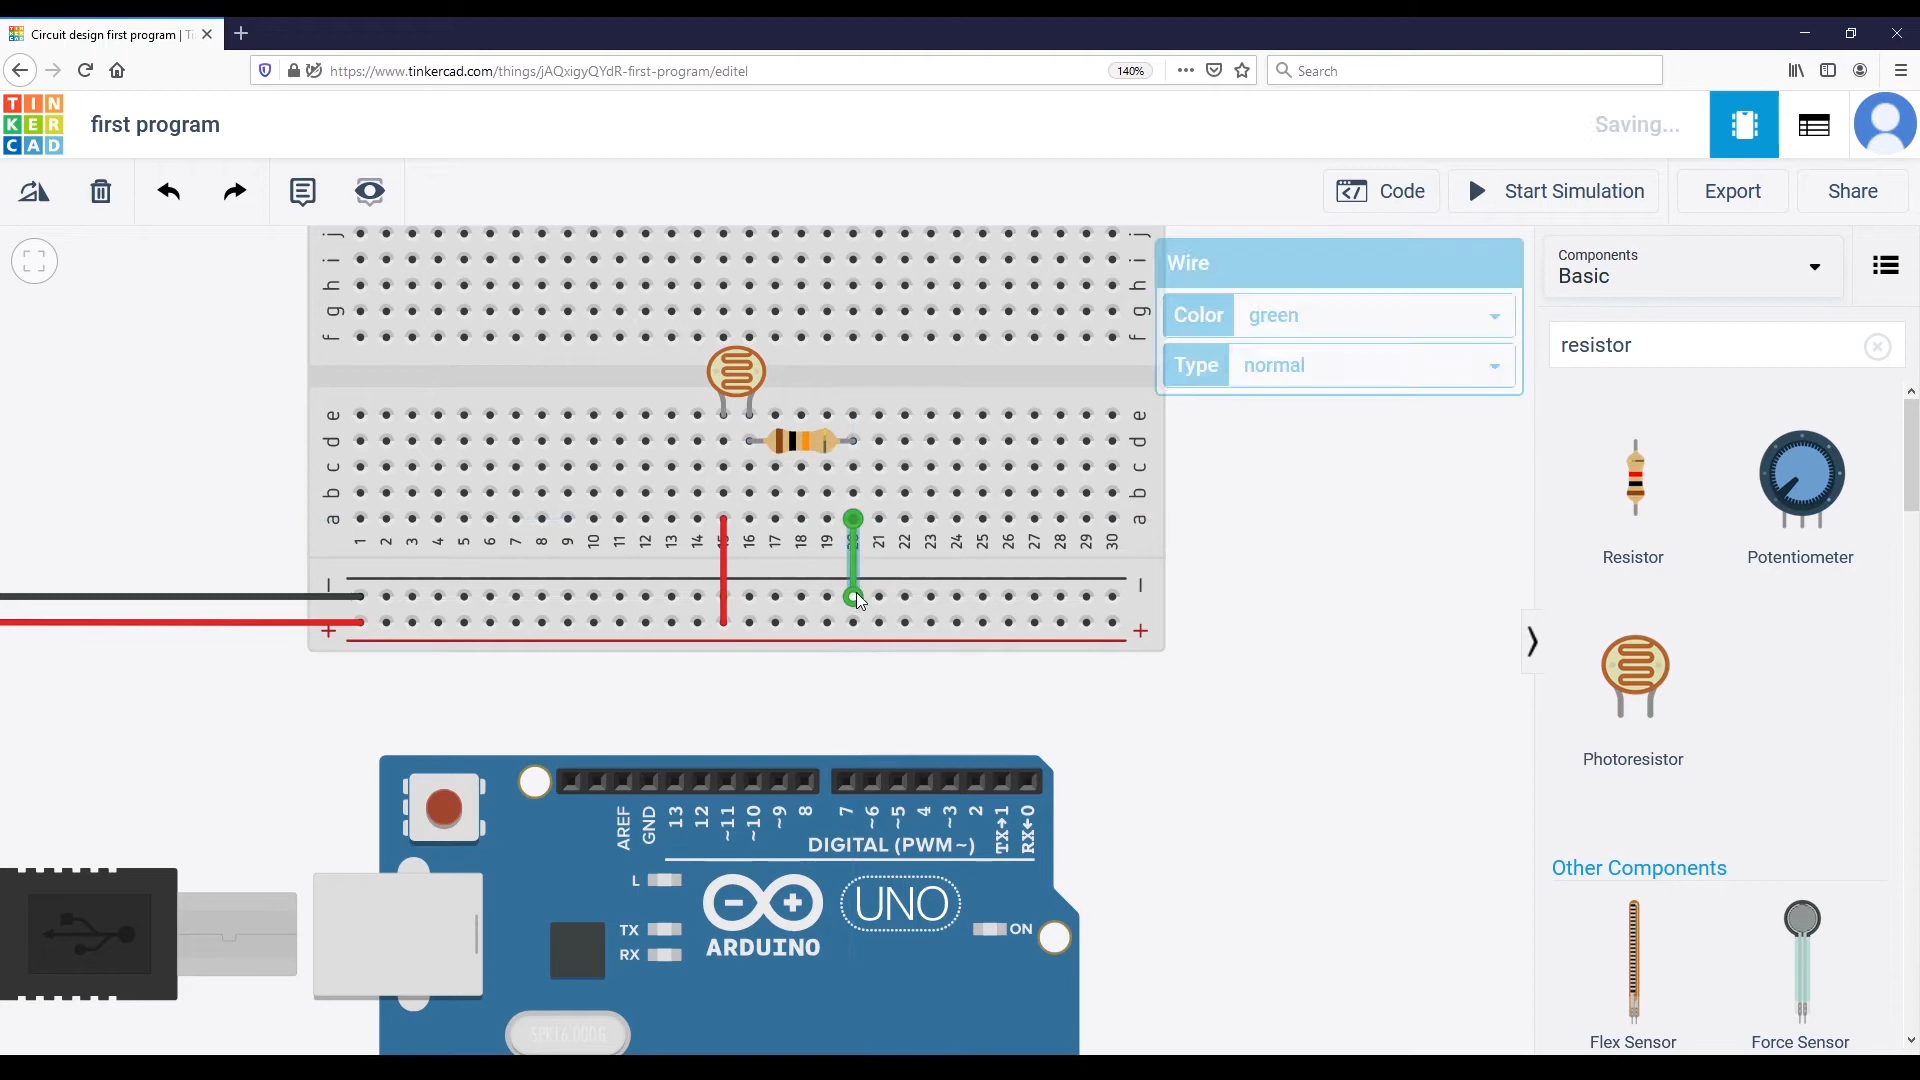 Circuit design first program | Ti
https://www.tinkercad.com/things/jAQxigyQYdR-first-program/editel
140%
Search
TIN
KER
CAD
first program
Saving...
Code
Start Simulation
Export
Share
Wire
Color green
Type normal
Components
Basic
resistor
Resistor
Potentiometer
Photoresistor
Other Components
Flex Sensor
Force Sensor
j j
i i
h h
g g
f f
e e
d d
c c
b b
a a
1 2 3 4 5 6 7 8 9 10 11 12 13 14 15 16 17 18 19 20 21 22 23 24 25 26 27 28 29 30
AREF GND 13 12 ~11 ~10 ~9 8 7 ~6 ~5 4 ~3 2 TX→1 RX←0
DIGITAL (PWM~)
L
TX
RX
UNO
ARDUINO
ON